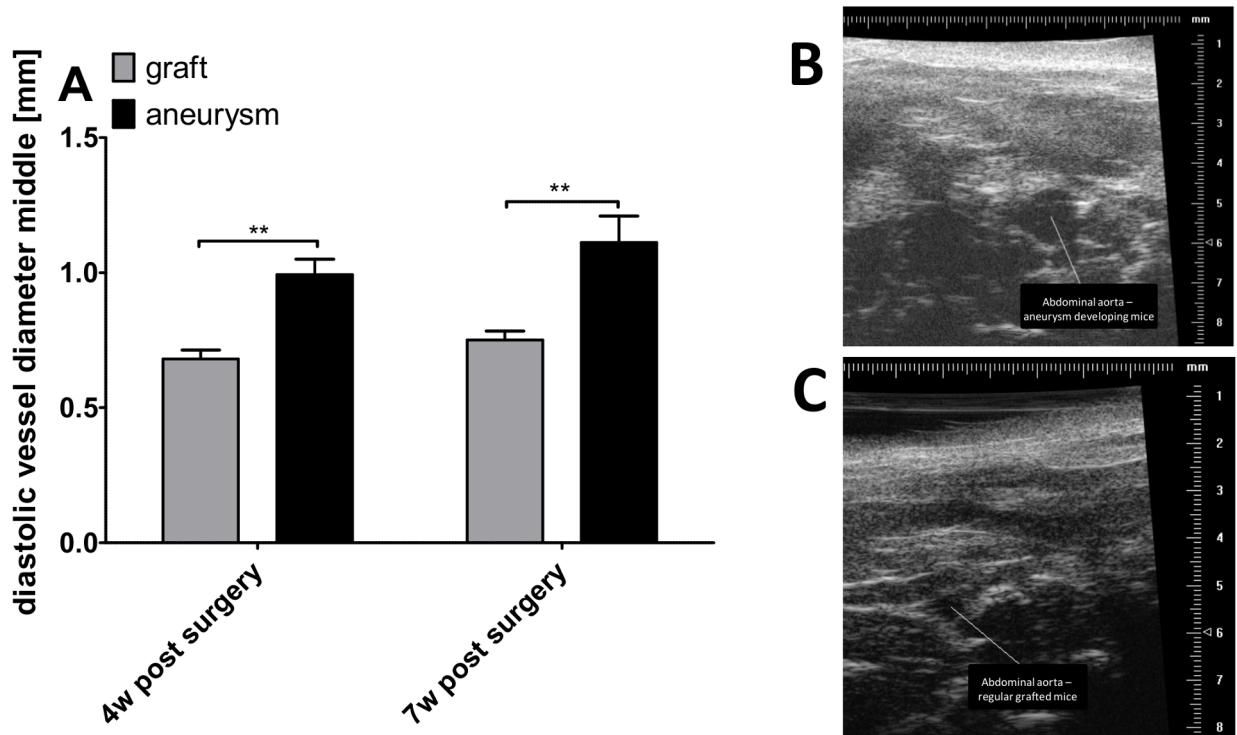 A
graft
aneurysm
diastolic vessel diameter middle [mm]
1.5
1.0
0.5
0.0
**
**
4w post surgery
7w post surgery
B
mm
1
2
3
4
5
6
7
8
Abdominal aorta –
aneurysm developing mice
C
mm
1
2
3
4
5
6
7
8
Abdominal aorta –
regular grafted mice